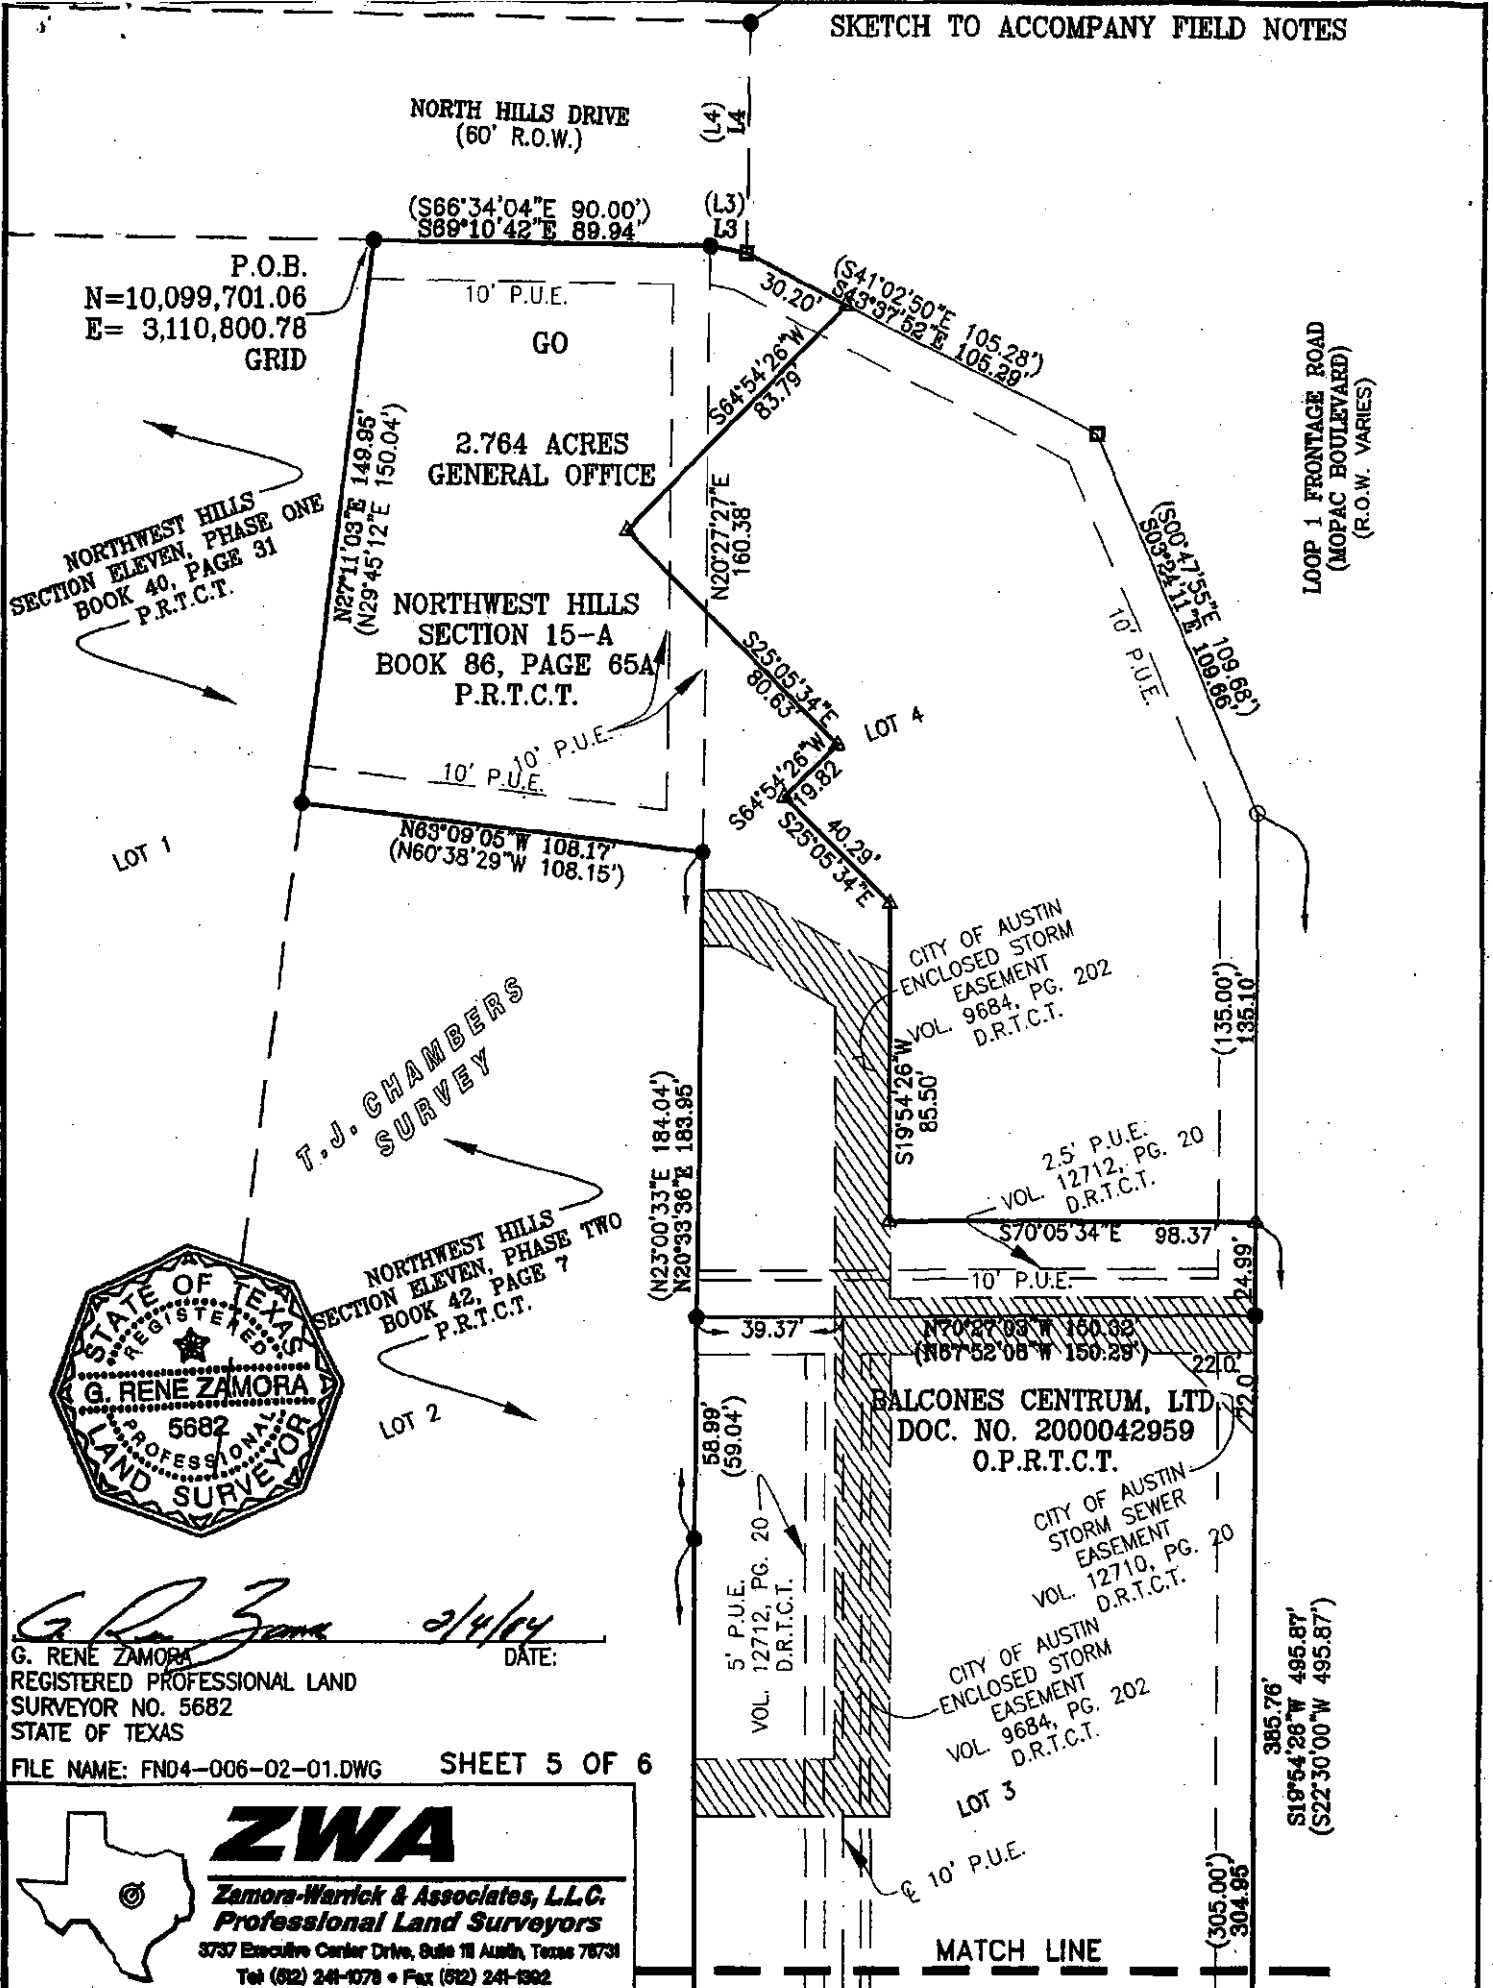 SKETCH TO ACCOMPANY FIELD NOTES
NORTH HILLS DRIVE
(60' R.O.W.)
(L4)
L4
(S66°34'04"E 90.00')
S69°10'42"E 89.94'
(L3)
L3
P.O.B.
N=10,099,701.06
E= 3,110,800.78
GRID
10' P.U.E.
GO
30.20'
(S41°02'50"E 105.28')
S43°37'52"E 105.29'
S64°54'26"W
83.79'
LOOP 1 FRONTAGE ROAD
(MOPAC BOULEVARD)
(R.O.W. VARIES)
2.764 ACRES
GENERAL OFFICE
N27°11'03"E 149.95'
(N29°45'12"E 150.04')
NORTHWEST HILLS
SECTION ELEVEN, PHASE ONE
BOOK 40, PAGE 31
P.R.T.C.T.
N20°27'27"E
160.38'
(S00°47'55"E 109.68')
S03°24'11"E 109.66'
10' P.U.E.
NORTHWEST HILLS
SECTION 15-A
BOOK 86, PAGE 65A
P.R.T.C.T.
S25°05'34"E
80.63'
LOT 4
10' P.U.E.
10' P.U.E.
S64°54'26"W
19.82'
S25°05'34"E
40.29'
LOT 1
N63°09'05"W 108.17'
(N60°38'29"W 108.15')
CITY OF AUSTIN
ENCLOSED STORM
EASEMENT
VOL. 9684, PG. 202
D.R.T.C.T.
(135.00')
135.10'
T.J. CHAMBERS
SURVEY
S19°54'26"W
85.50'
(N23°00'33"E 184.04')
N20°33'36"E 183.95'
2.5' P.U.E.
VOL. 12712, PG. 20
D.R.T.C.T.
S70°05'34"E 98.37'
24.99'
10' P.U.E.
NORTHWEST HILLS
SECTION ELEVEN, PHASE TWO
BOOK 42, PAGE 7
P.R.T.C.T.
39.37'
N70°27'03"W 150.32'
(N67°52'08"W 150.29')
22.0'
22.0'
BALCONES CENTRUM, LTD
DOC. NO. 2000042959
O.P.R.T.C.T.
LOT 2
58.99'
(59.04')
STATE OF TEXAS
REGISTERED
G. RENE ZAMORA
5682
PROFESSIONAL
LAND SURVEYOR
CITY OF AUSTIN
STORM SEWER
EASEMENT
VOL. 12710, PG. 20
D.R.T.C.T.
5' P.U.E.
VOL. 12712, PG. 20
D.R.T.C.T.
CITY OF AUSTIN
ENCLOSED STORM
EASEMENT
VOL. 9684, PG. 202
D.R.T.C.T.
385.76'
S19°54'26"W 495.87'
(S22°30'00"W 495.87')
2/4/04
G. RENE ZAMORA DATE:
REGISTERED PROFESSIONAL LAND
SURVEYOR NO. 5682
STATE OF TEXAS
FILE NAME: FN04-006-02-01.DWG SHEET 5 OF 6
LOT 3
℄ 10' P.U.E.
(305.00')
304.95'
ZWA
Zamora-Warrick & Associates, L.L.C.
Professional Land Surveyors
3737 Executive Center Drive, Suite 111 Austin, Texas 78731
Tel (512) 241-1078 • Fax (512) 241-1392
MATCH LINE